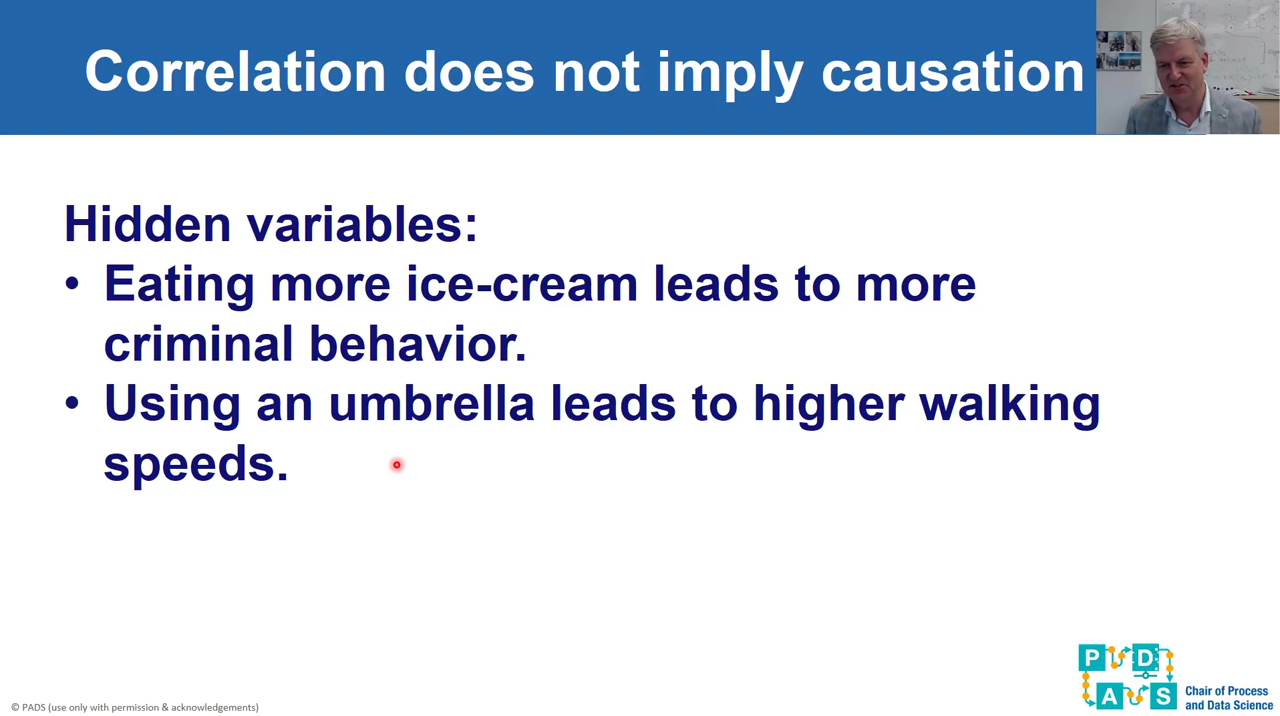 Correlation does not imply causation
Hidden variables:
• Eating more ice-cream leads to more
criminal behavior.
• Using an umbrella leads to higher walking
speeds.
P D
A S
Chair of Process
and Data Science
© PADS (use only with permission & acknowledgements)